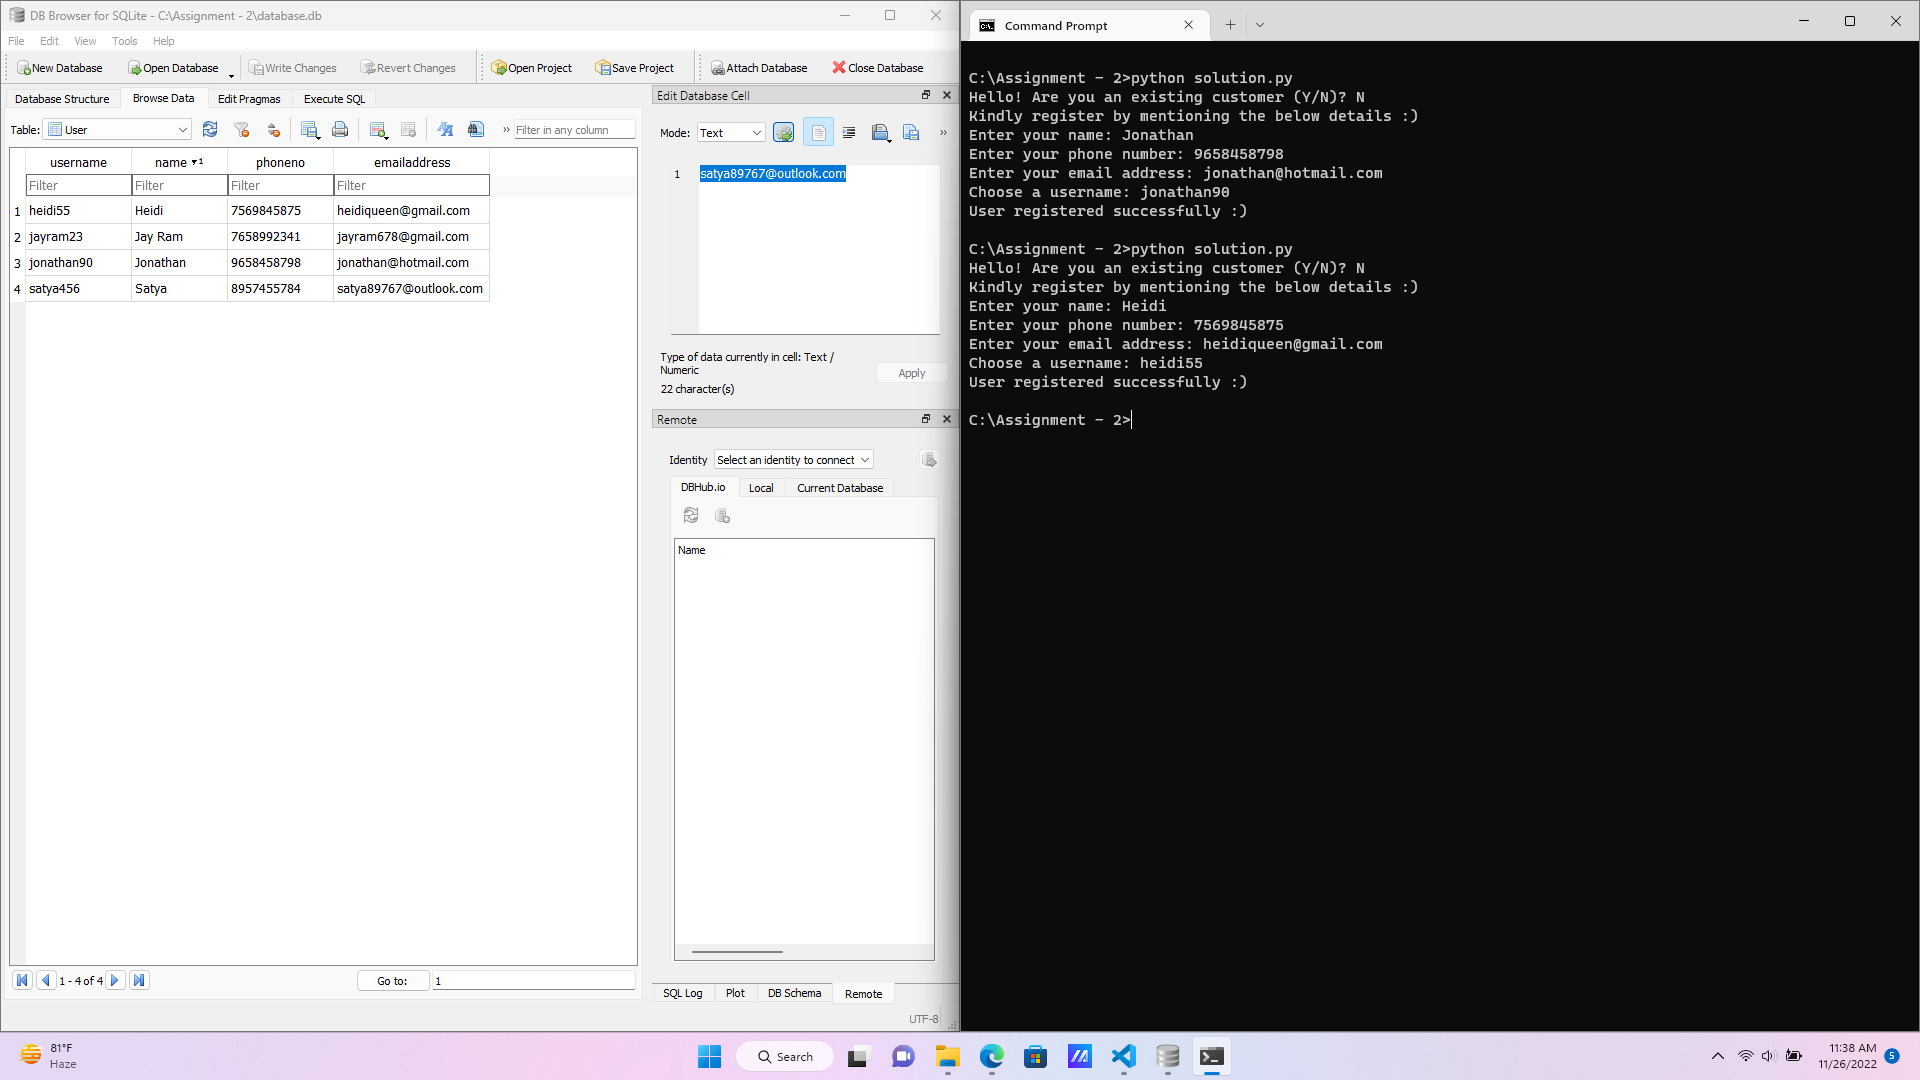 DB Browser for SQLite - C:\Assignment - 2\database.db
File Edit View Tools Help
New Database Open Database Write Changes Revert Changes Open Project Save Project Attach Database Close Database
Database Structure Browse Data Edit Pragmas Execute SQL
Table: User » Filter in any column
username name 1 phoneno emailaddress
Filter Filter Filter Filter
1 heidi55 Heidi 7569845875 heidiqueen@gmail.com
2 jayram23 Jay Ram 7658992341 jayram678@gmail.com
3 jonathan90 Jonathan 9658458798 jonathan@hotmail.com
4 satya456 Satya 8957455784 satya89767@outlook.com
1 - 4 of 4 Go to: 1
Edit Database Cell
Mode: Text »
1 satya89767@outlook.com
Type of data currently in cell: Text /
Numeric
Apply
22 character(s)
Remote
Identity Select an identity to connect
DBHub.io Local Current Database
Name
SQL Log Plot DB Schema Remote
UTF-8
Command Prompt
C:\Assignment - 2>python solution.py
Hello! Are you an existing customer (Y/N)? N
Kindly register by mentioning the below details :)
Enter your name: Jonathan
Enter your phone number: 9658458798
Enter your email address: jonathan@hotmail.com
Choose a username: jonathan90
User registered successfully :)
C:\Assignment - 2>python solution.py
Hello! Are you an existing customer (Y/N)? N
Kindly register by mentioning the below details :)
Enter your name: Heidi
Enter your phone number: 7569845875
Enter your email address: heidiqueen@gmail.com
Choose a username: heidi55
User registered successfully :)
C:\Assignment - 2>
81°F
Haze
Search
11:38 AM
11/26/2022
5